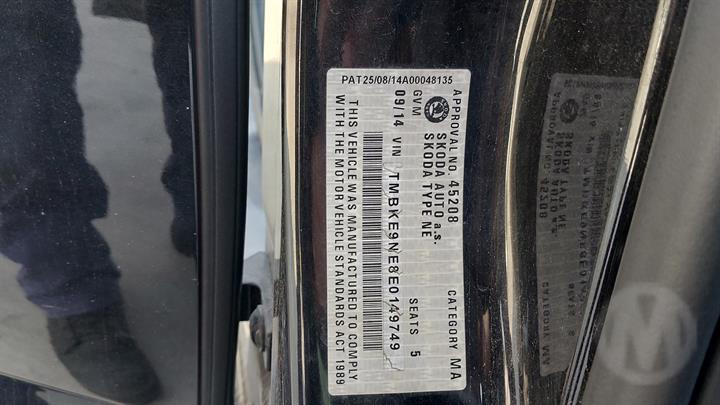 PAT25/08/14A00048135
APPROVAL NO. 45208 CATEGORY MA
SKODA AUTO a.s.
SKODA TYPE NE
GVM SEATS 5
09/14 VIN TMBKE9NE8E0149749
THIS VEHICLE WAS MANUFACTURED TO COMPLY
WITH THE MOTOR VEHICLE STANDARDS ACT 1989
M